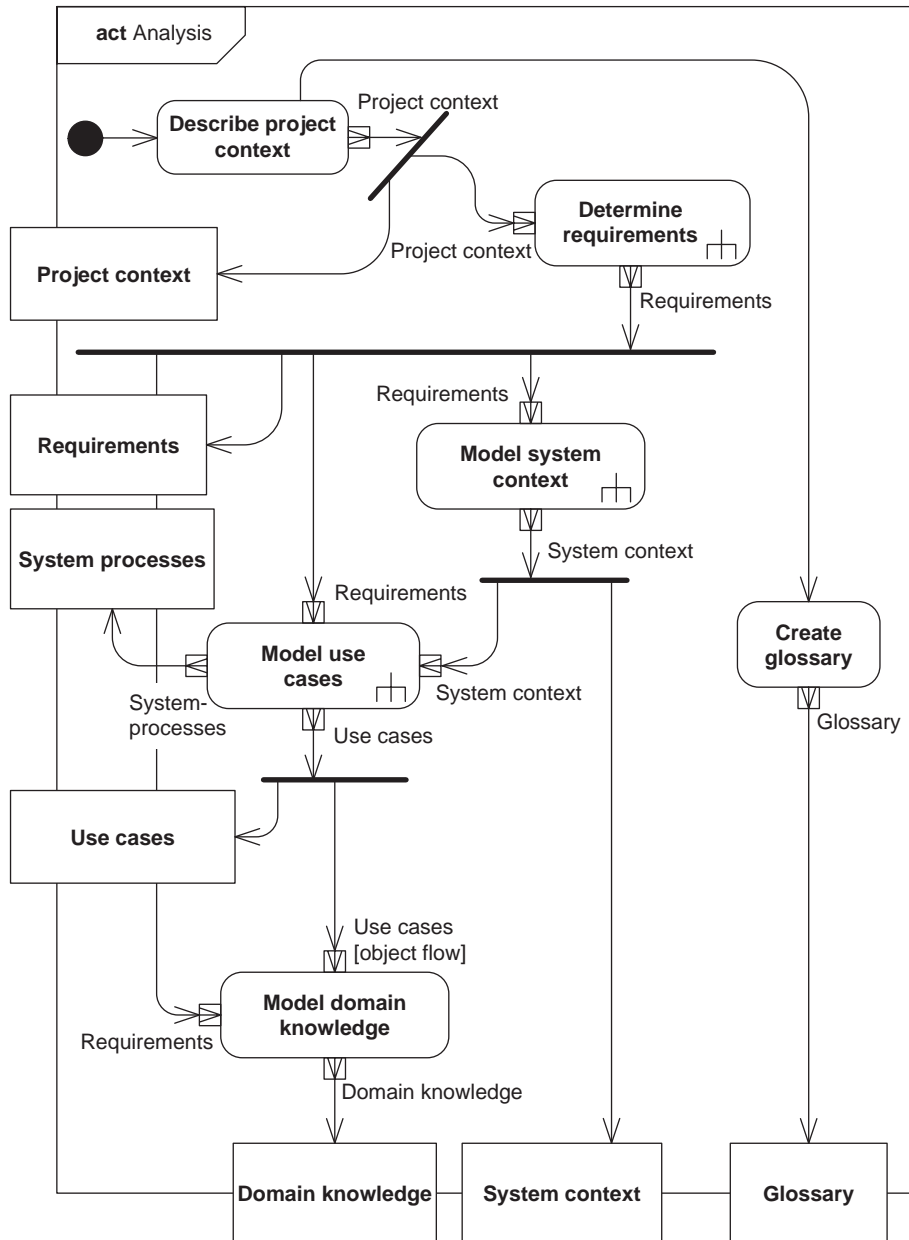 act Analysis
Project context
Describe project
context
Determine
requirements
Project context
Project context
Requirements
Requirements
Requirements
Model system
context
System context
System processes
Requirements
Create
glossary
Model use
cases
System context
System-
processes
Use cases
Glossary
Use cases
Use cases
[object flow]
Model domain
knowledge
Requirements
Domain knowledge
Domain knowledge
System context
Glossary